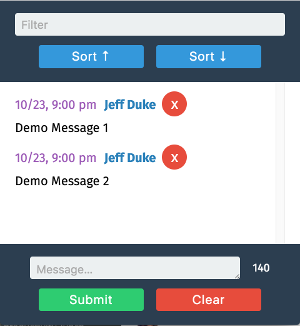 Filter
Sort ↑ Sort ↓
10/23, 9:00 pm Jeff Duke X
Demo Message 1
10/23, 9:00 pm Jeff Duke X
Demo Message 2
Message... 140
Submit Clear